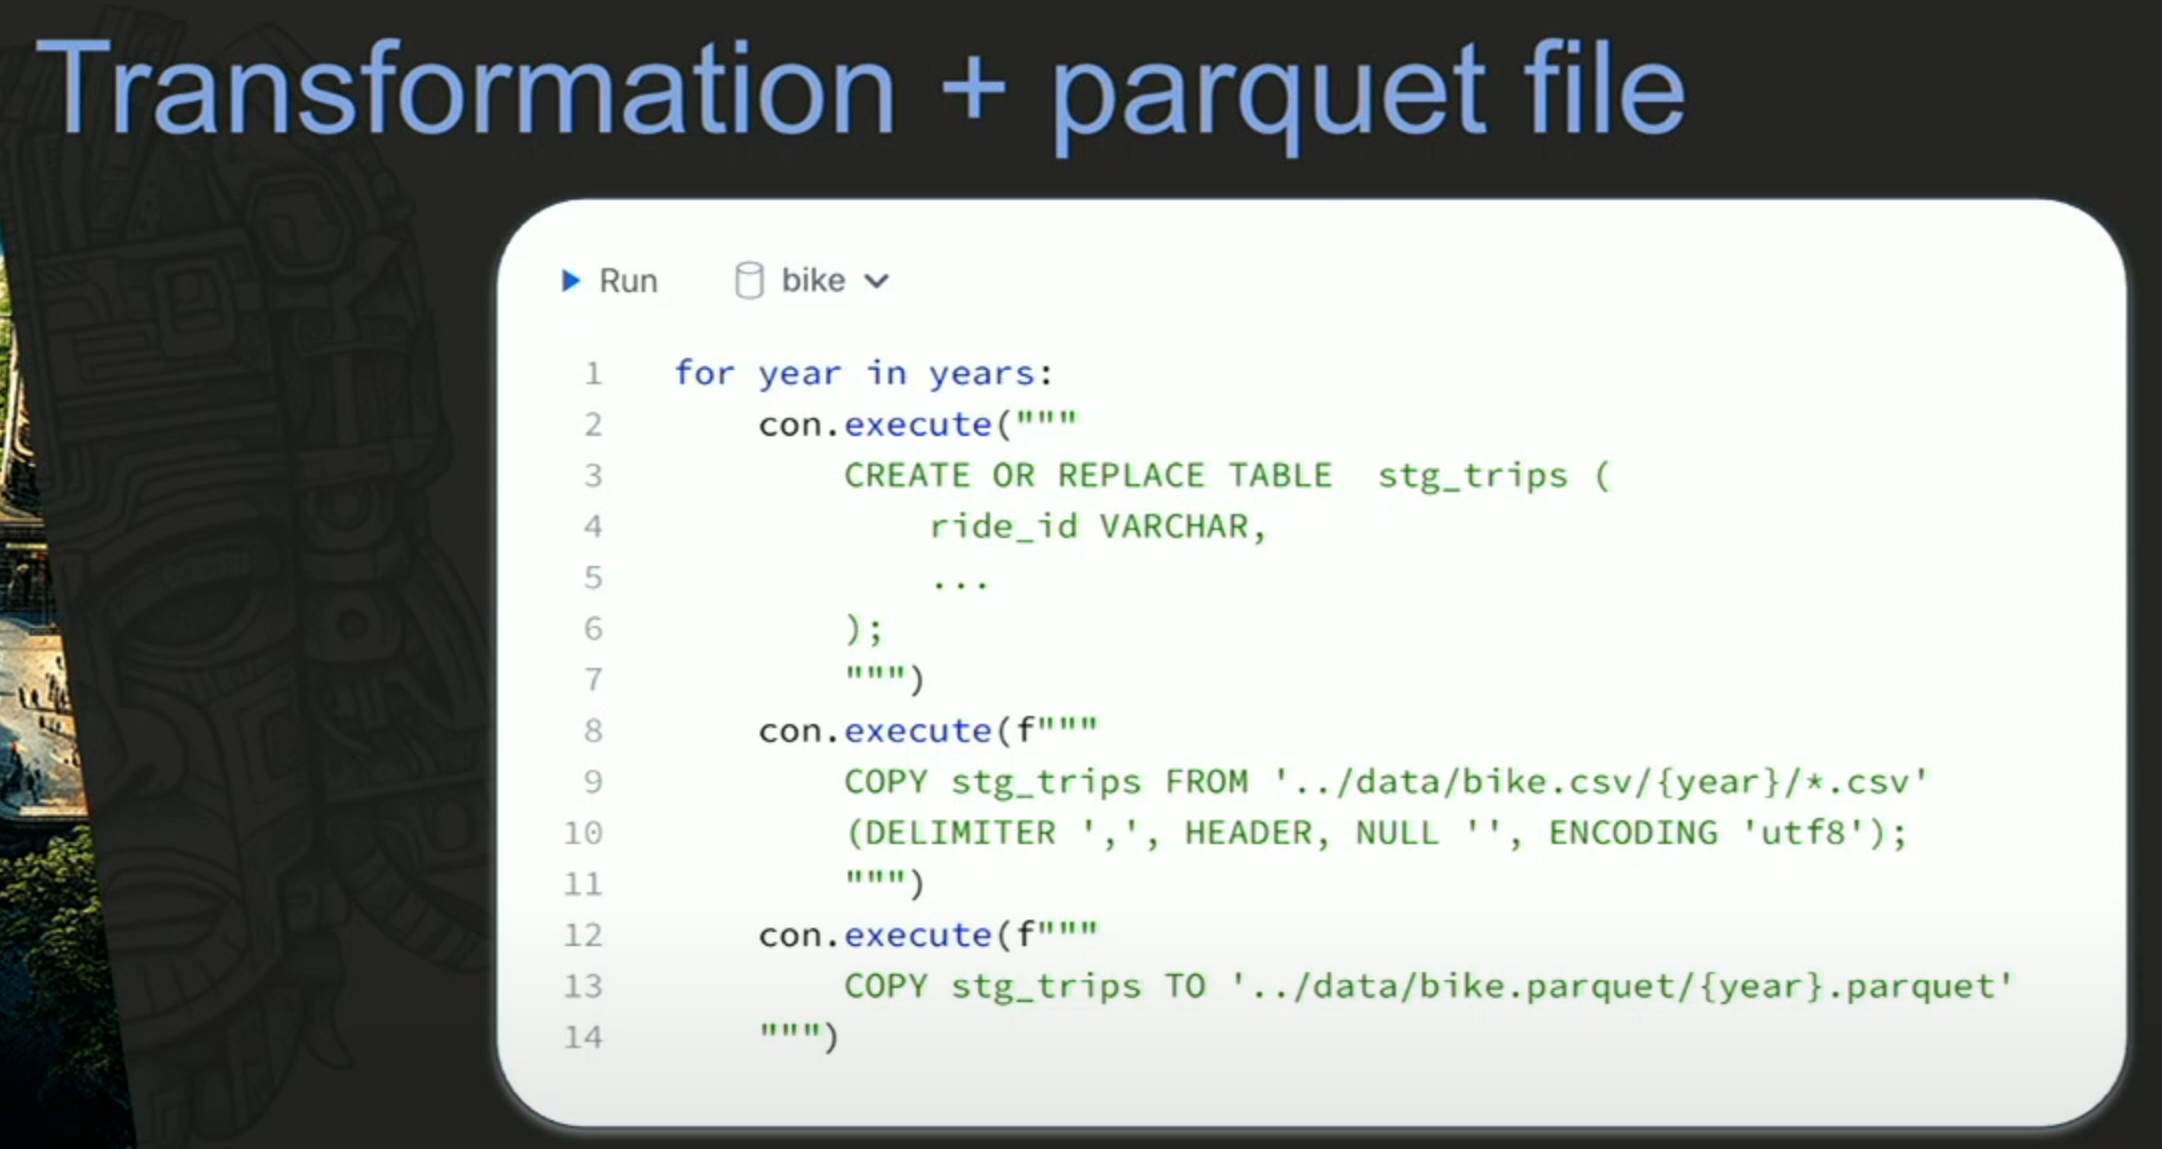 Transformation + parquet file
Run bike
1 for year in years:
2 con.execute("""
3 CREATE OR REPLACE TABLE  stg_trips (
4 ride_id VARCHAR,
5 ...
6 );
7 """)
8 con.execute(f"""
9 COPY stg_trips FROM '../data/bike.csv/{year}/*.csv'
10 (DELIMITER ',', HEADER, NULL '', ENCODING 'utf8');
11 """)
12 con.execute(f"""
13 COPY stg_trips TO '../data/bike.parquet/{year}.parquet'
14 """)